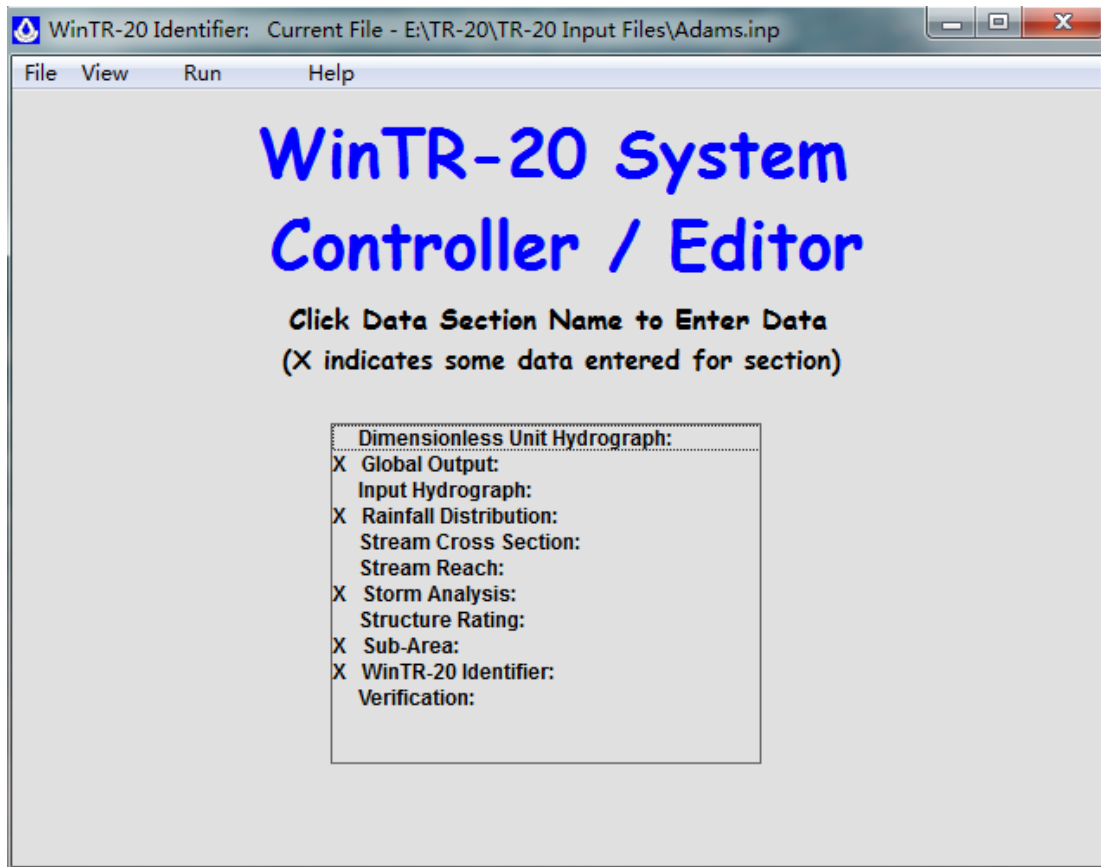 WinTR-20 Identifier: Current File - E:\TR-20\TR-20 Input Files\Adams.inp
File View Run Help
WinTR-20 System
Controller / Editor
Click Data Section Name to Enter Data
(X indicates some data entered for section)
Dimensionless Unit Hydrograph:
X Global Output:
Input Hydrograph:
X Rainfall Distribution:
Stream Cross Section:
Stream Reach:
X Storm Analysis:
Structure Rating:
X Sub-Area:
X WinTR-20 Identifier:
Verification: